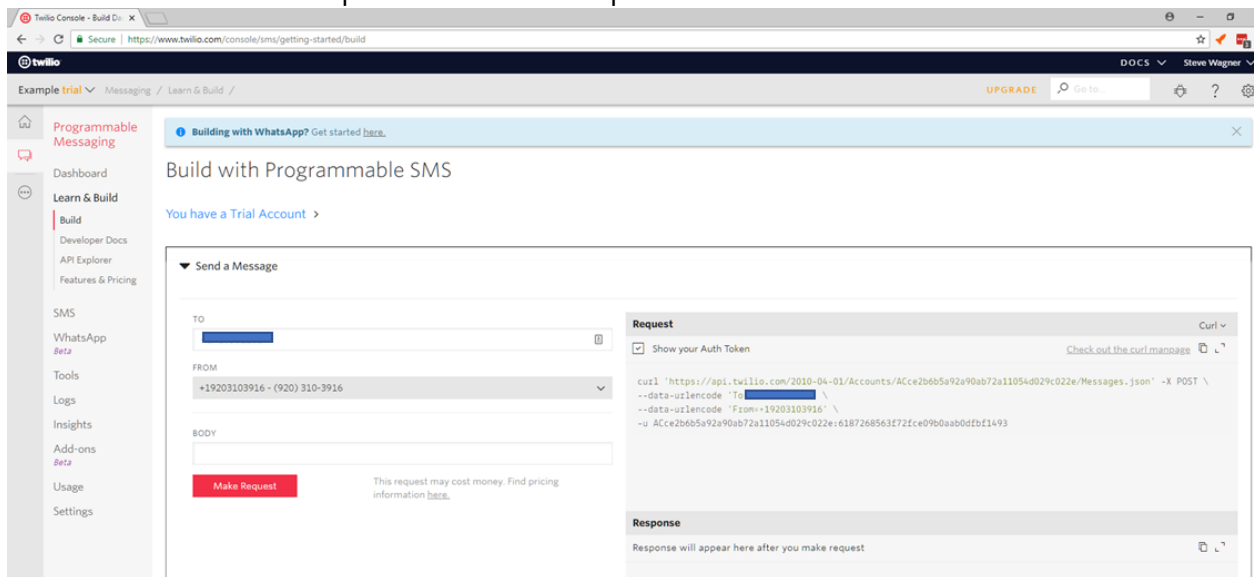 Twilio Console - Build Da
Secure | https://www.twilio.com/console/sms/getting-started/build
twilio
DOCS
Steve Wagner
Example trial
Messaging / Learn & Build /
UPGRADE
Go to...
Programmable
Messaging
Dashboard
Learn & Build
Build
Developer Docs
API Explorer
Features & Pricing
SMS
WhatsApp
Beta
Tools
Logs
Insights
Add-ons
Beta
Usage
Settings
Building with WhatsApp? Get started here.
Build with Programmable SMS
You have a Trial Account >
Send a Message
TO
FROM
+19203103916 - (920) 310-3916
BODY
Make Request
This request may cost money. Find pricing
information here.
Request
Curl
Show your Auth Token
Check out the curl manpage
curl 'https://api.twilio.com/2010-04-01/Accounts/ACce2b6b5a92a90ab72a11054d029c022e/Messages.json' -X POST \
--data-urlencode 'To \
--data-urlencode 'From=+19203103916' \
-u ACce2b6b5a92a90ab72a11054d029c022e:6187268563f72fce09b0aab0dfbf1493
Response
Response will appear here after you make request